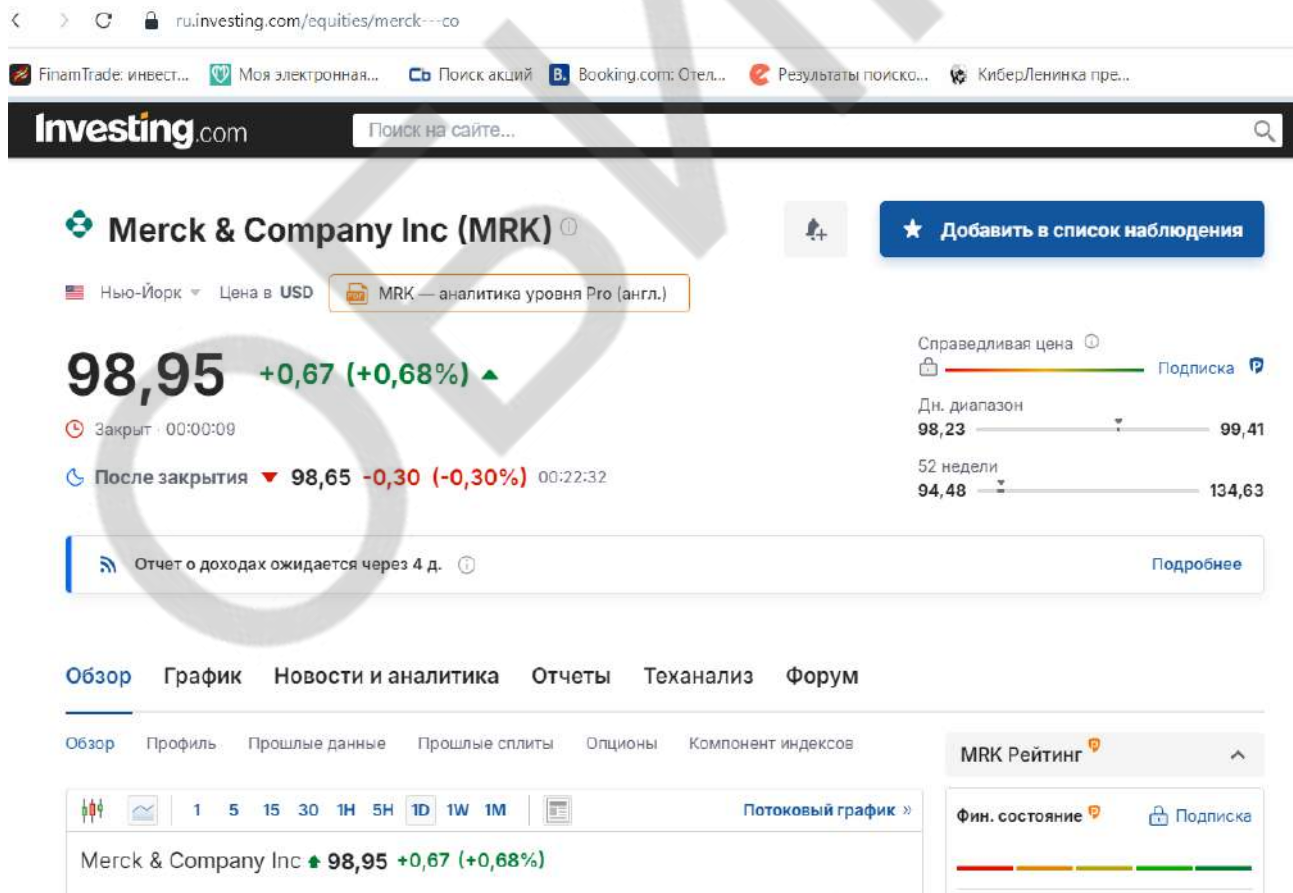 ru.investing.com/equities/merck---co
FinamTrade: инвест... Моя электронная... Поиск акций Booking.com: Отел... Результаты поиско... КиберЛенинка пре...
Investing.com Поиск на сайте...
Merck & Company Inc (MRK) Добавить в список наблюдения
Нью-Йорк Цена в USD MRK — аналитика уровня Pro (англ.)
Справедливая цена
98,95 +0,67 (+0,68%) Подписка
Дн. диапазон
Закрыт · 00:00:09 98,23 99,41
52 недели
После закрытия 98,65 -0,30 (-0,30%) 00:22:32
94,48 134,63
Отчет о доходах ожидается через 4 д. Подробнее
Обзор График Новости и аналитика Отчеты Теханализ Форум
Обзор Профиль Прошлые данные Прошлые сплиты Опционы Компонент индексов
MRK Рейтинг
1 5 15 30 1H 5H 1D 1W 1M Потоковый график »
Фин. состояние Подписка
Merck & Company Inc 98,95 +0,67 (+0,68%)